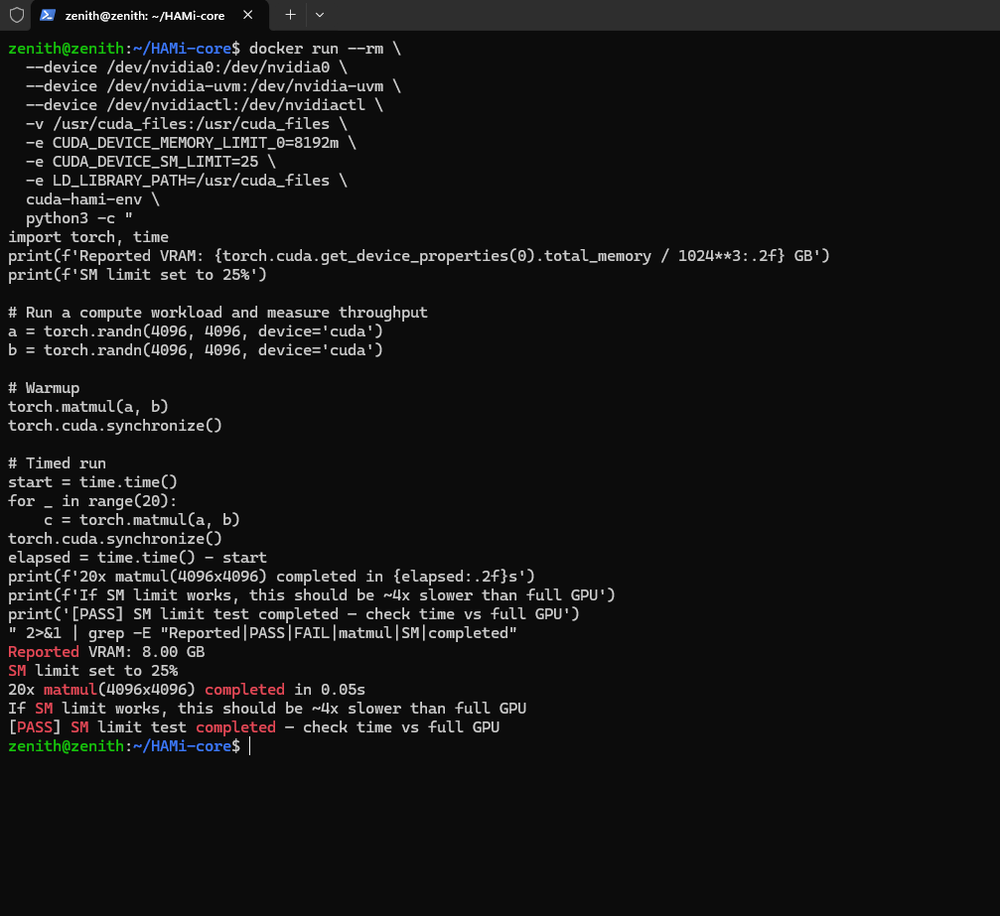 zenith@zenith: ~/HAMi-core
zenith@zenith:~/HAMi-core$ docker run --rm \
  --device /dev/nvidia0:/dev/nvidia0 \
  --device /dev/nvidia-uvm:/dev/nvidia-uvm \
  --device /dev/nvidiactl:/dev/nvidiactl \
  -v /usr/cuda_files:/usr/cuda_files \
  -e CUDA_DEVICE_MEMORY_LIMIT_0=8192m \
  -e CUDA_DEVICE_SM_LIMIT=25 \
  -e LD_LIBRARY_PATH=/usr/cuda_files \
  cuda-hami-env \
  python3 -c "
import torch, time
print(f'Reported VRAM: {torch.cuda.get_device_properties(0).total_memory / 1024**3:.2f} GB')
print(f'SM limit set to 25%')

# Run a compute workload and measure throughput
a = torch.randn(4096, 4096, device='cuda')
b = torch.randn(4096, 4096, device='cuda')

# Warmup
torch.matmul(a, b)
torch.cuda.synchronize()

# Timed run
start = time.time()
for _ in range(20):
    c = torch.matmul(a, b)
torch.cuda.synchronize()
elapsed = time.time() - start
print(f'20x matmul(4096x4096) completed in {elapsed:.2f}s')
print(f'If SM limit works, this should be ~4x slower than full GPU')
print('[PASS] SM limit test completed — check time vs full GPU')
" 2>&1 | grep -E "Reported|PASS|FAIL|matmul|SM|completed"
Reported VRAM: 8.00 GB
SM limit set to 25%
20x matmul(4096x4096) completed in 0.05s
If SM limit works, this should be ~4x slower than full GPU
[PASS] SM limit test completed — check time vs full GPU
zenith@zenith:~/HAMi-core$